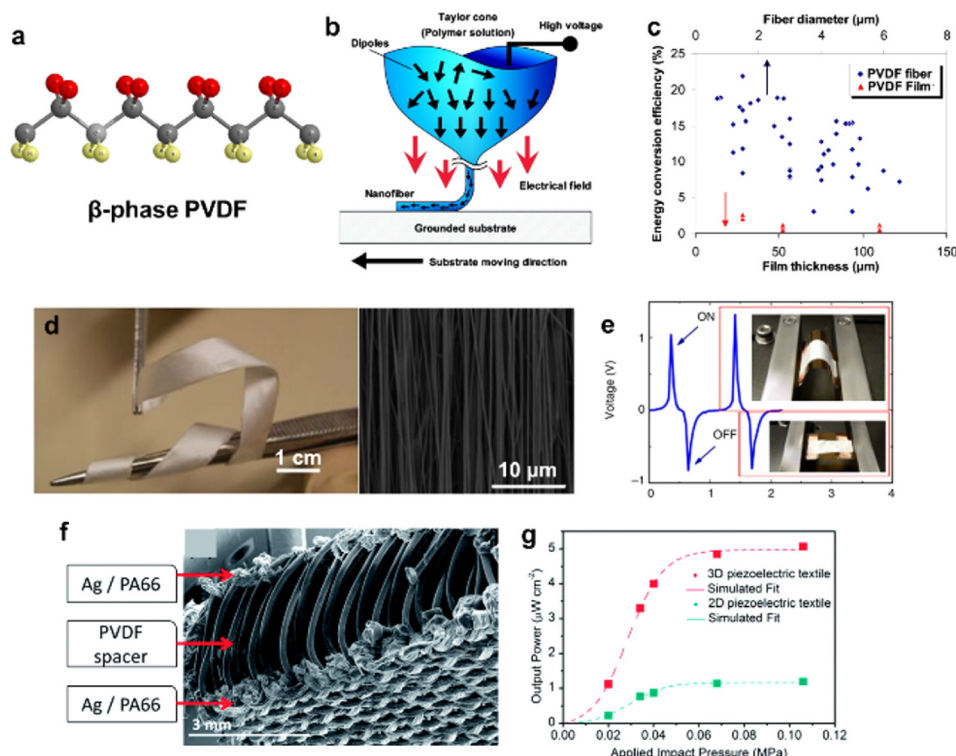 a
β-phase PVDF
b
Taylor cone
(Polymer solution)
High voltage
Dipoles
Nanofiber
Electrical field
Grounded substrate
Substrate moving direction
c
Fiber diameter (µm)
0 2 4 6 8
Energy conversion efficiency (%)
25
20
15
10
5
0
PVDF fiber
PVDF Film
0 50 100 150
Film thickness (µm)
d
1 cm
10 µm
e
Voltage (V)
1
0
−1
ON
OFF
0 1 2 3 4
f
Ag / PA66
PVDF
spacer
Ag / PA66
3 mm
g
Output Power (µW cm⁻²)
5
4
3
2
1
0
3D piezoelectric textile
Simulated Fit
2D piezoelectric textile
Simulated Fit
0.00 0.02 0.04 0.06 0.08 0.10
Applied Impact Pressure (MPa)